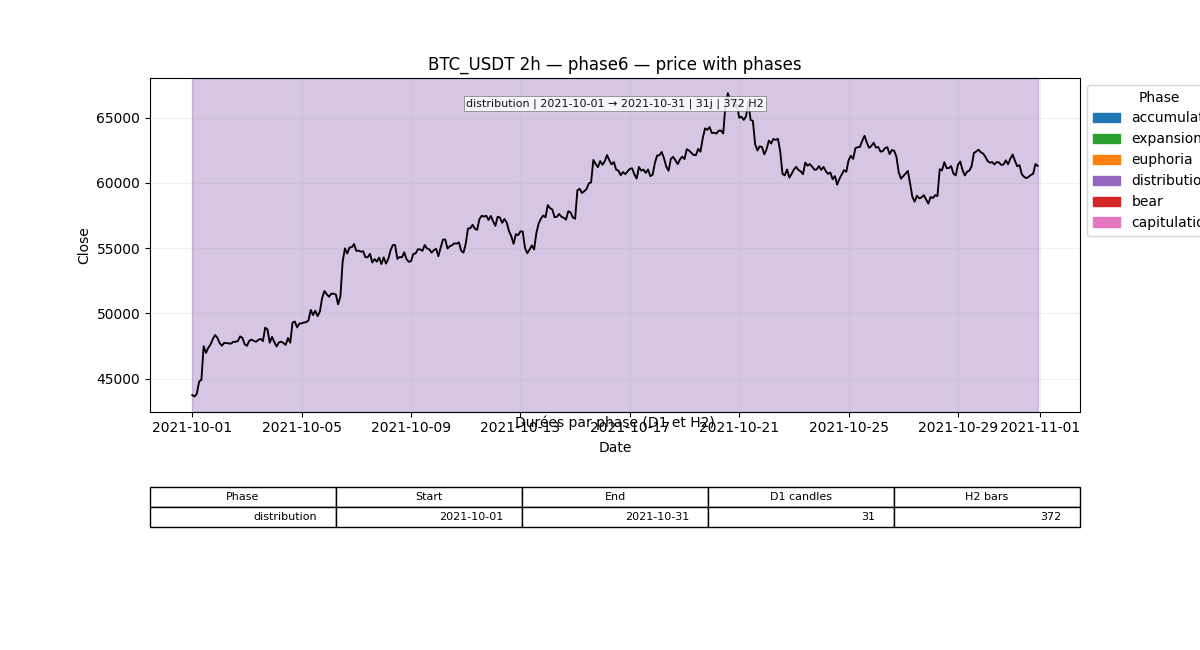 BTC_USDT 2h — phase6 — price with phases
distribution | 2021-10-01 → 2021-10-31 | 31j | 372 H2
Phase
accumulat
expansion
euphoria
distributio
bear
capitulatio
Close
65000
60000
55000
50000
45000
2021-10-01 2021-10-05 2021-10-09 2021-10-13 2021-10-17 2021-10-21 2021-10-25 2021-10-29 2021-11-01
Durées par phase (D1 et H2)
Date
Phase Start End D1 candles H2 bars
distribution 2021-10-01 2021-10-31 31 372